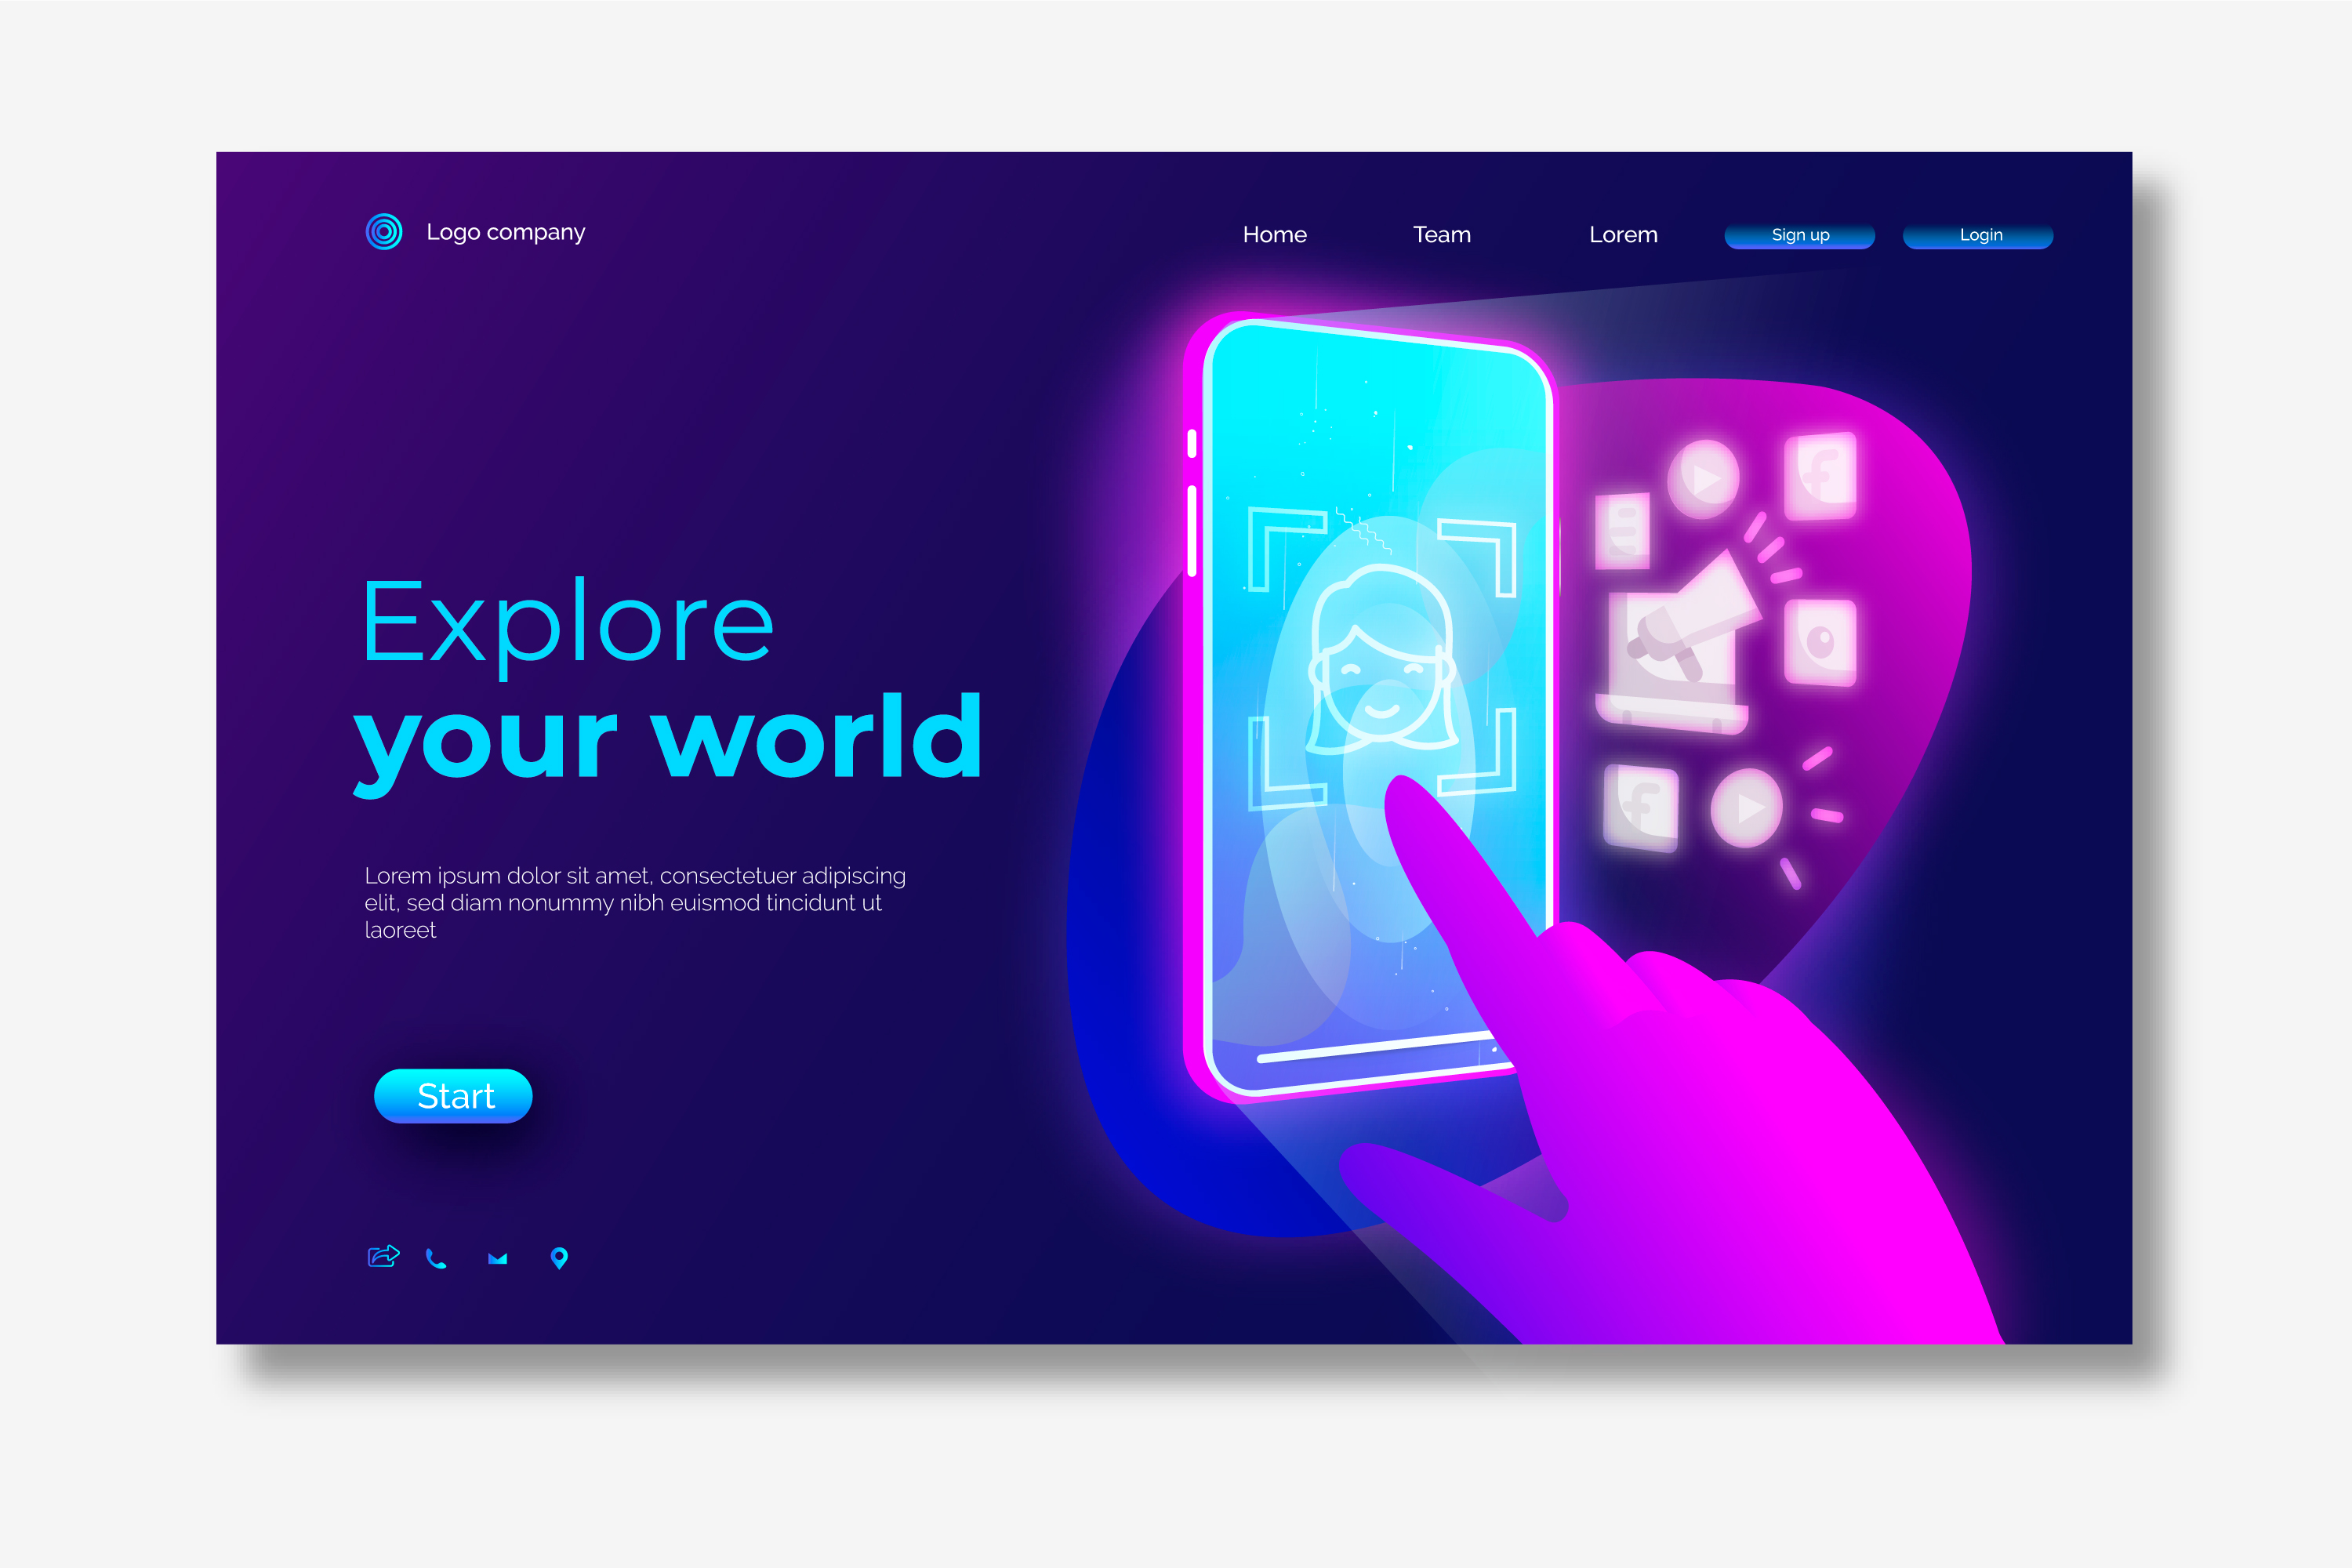 Logo company
Home Team Lorem Sign up Login
Explore
your world
Lorem ipsum dolor sit amet, consectetuer adipiscing
elit, sed diam nonummy nibh euismod tincidunt ut
laoreet
Start